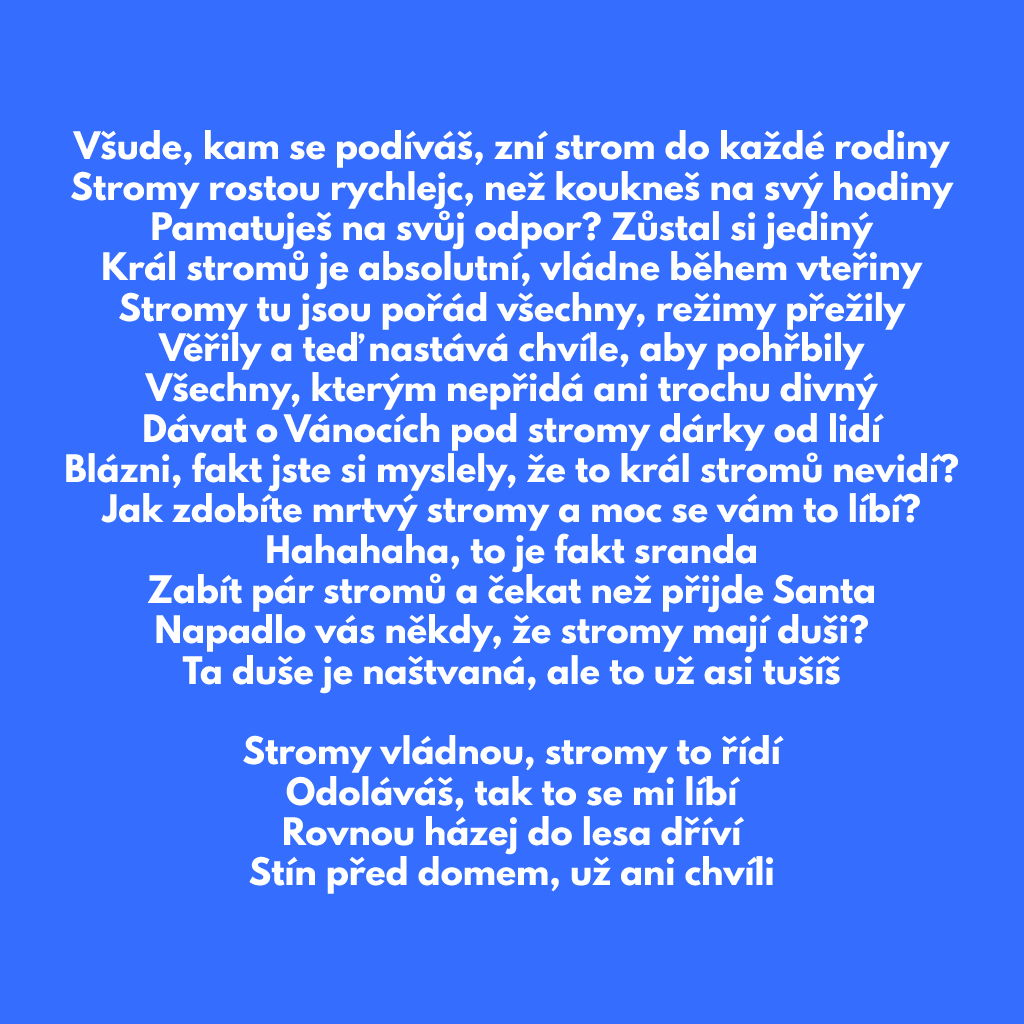 Všude, kam se podíváš, zní strom do každé rodiny
Stromy rostou rychlejc, než koukneš na svý hodiny
Pamatuješ na svůj odpor? Zůstal si jediný
Král stromů je absolutní, vládne během vteřiny
Stromy tu jsou pořád všechny, režimy přežily
Věřily a teď nastává chvíle, aby pohřbily
Všechny, kterým nepřidá ani trochu divný
Dávat o Vánocích pod stromy dárky od lidí
Blázni, fakt jste si myslely, že to král stromů nevidí?
Jak zdobíte mrtvý stromy a moc se vám to líbí?
Hahahaha, to je fakt sranda
Zabít pár stromů a čekat než přijde Santa
Napadlo vás někdy, že stromy mají duši?
Ta duše je naštvaná, ale to už asi tušíš

Stromy vládnou, stromy to řídí
Odoláváš, tak to se mi líbí
Rovnou házej do lesa dříví
Stín před domem, už ani chvíli